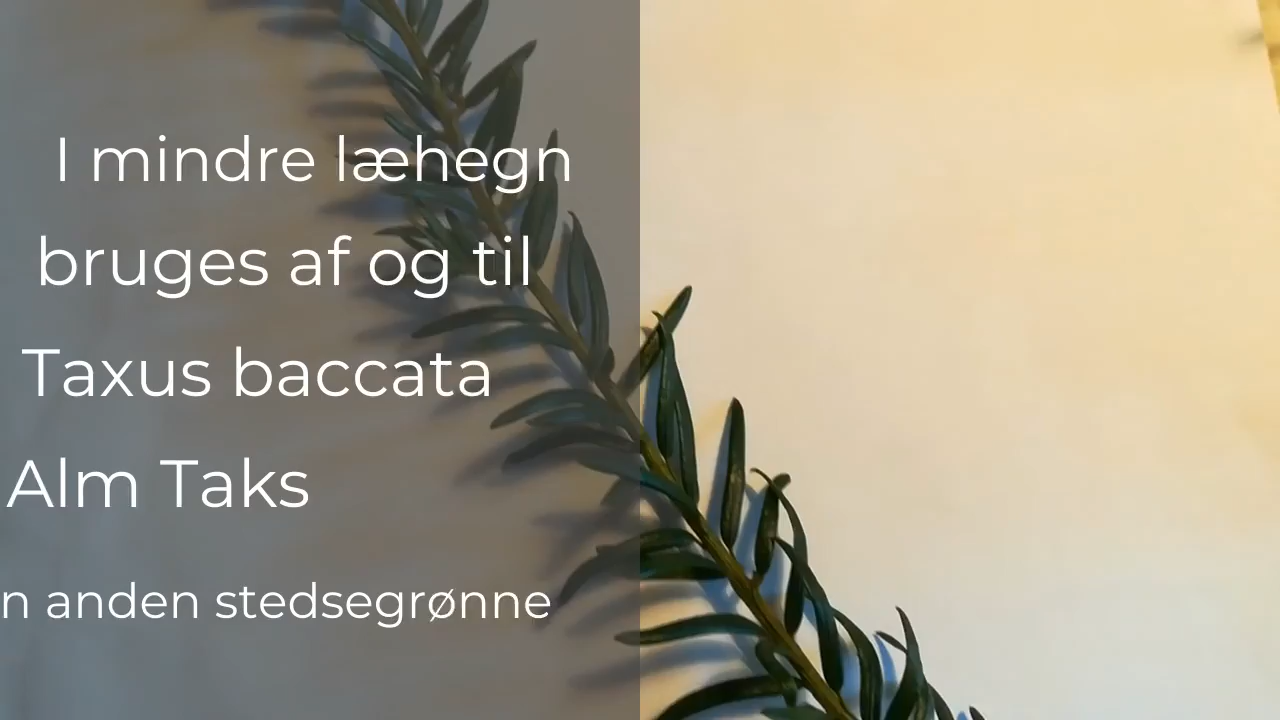 I mindre læhegn
bruges af og til
Taxus baccata
Alm Taks
n anden stedsegrønne